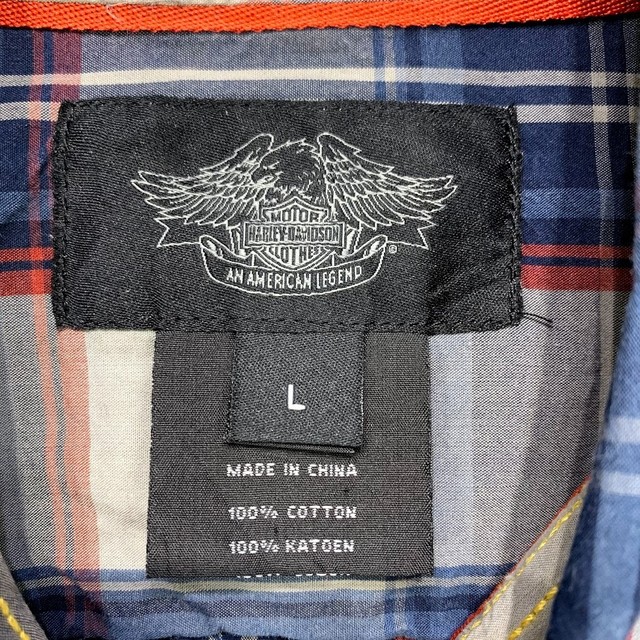 MOTOR
HARLEY-DAVIDSON
CLOTHES
AN AMERICAN LEGEND
®
L
MADE IN CHINA
100% COTTON
100% KATOEN